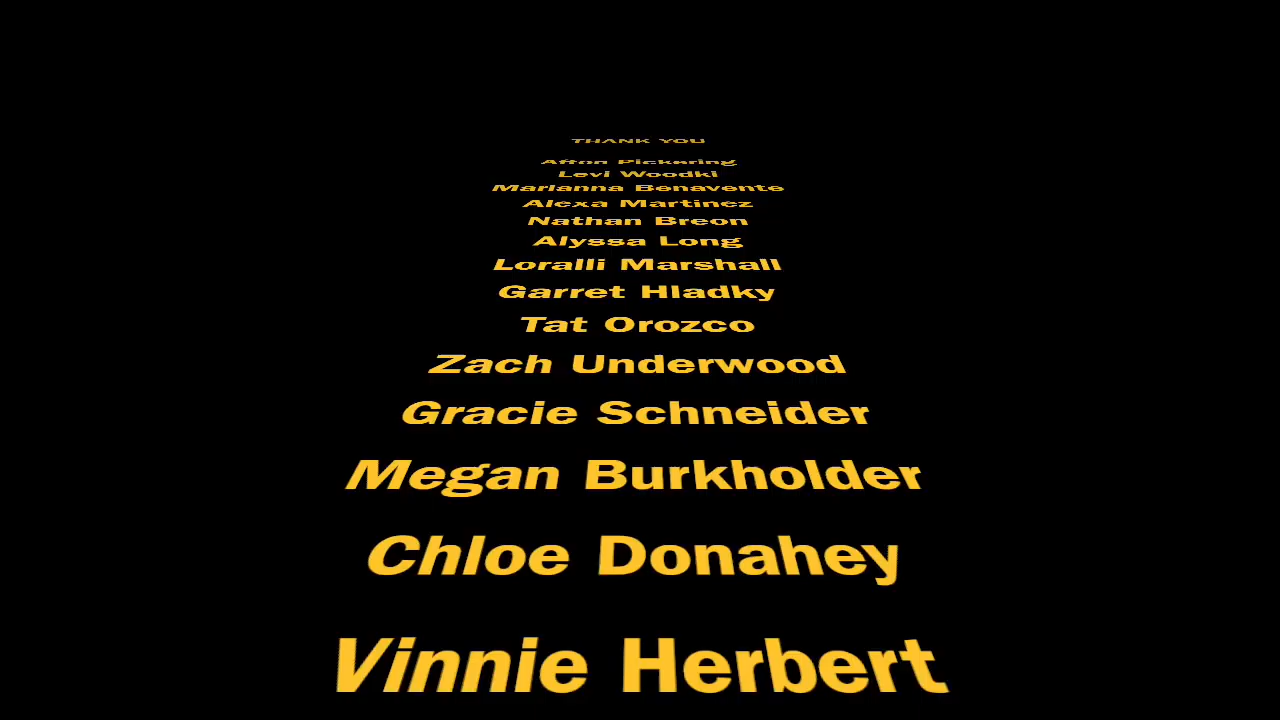 THANK YOU
Afton Pickering
Levi Woodki
Marianna Benavente
Alexa Martinez
Nathan Breon
Alyssa Long
Loralli Marshall
Garret Hladky
Tat Orozco
Zach Underwood
Gracie Schneider
Megan Burkholder
Chloe Donahey
Vinnie Herbert